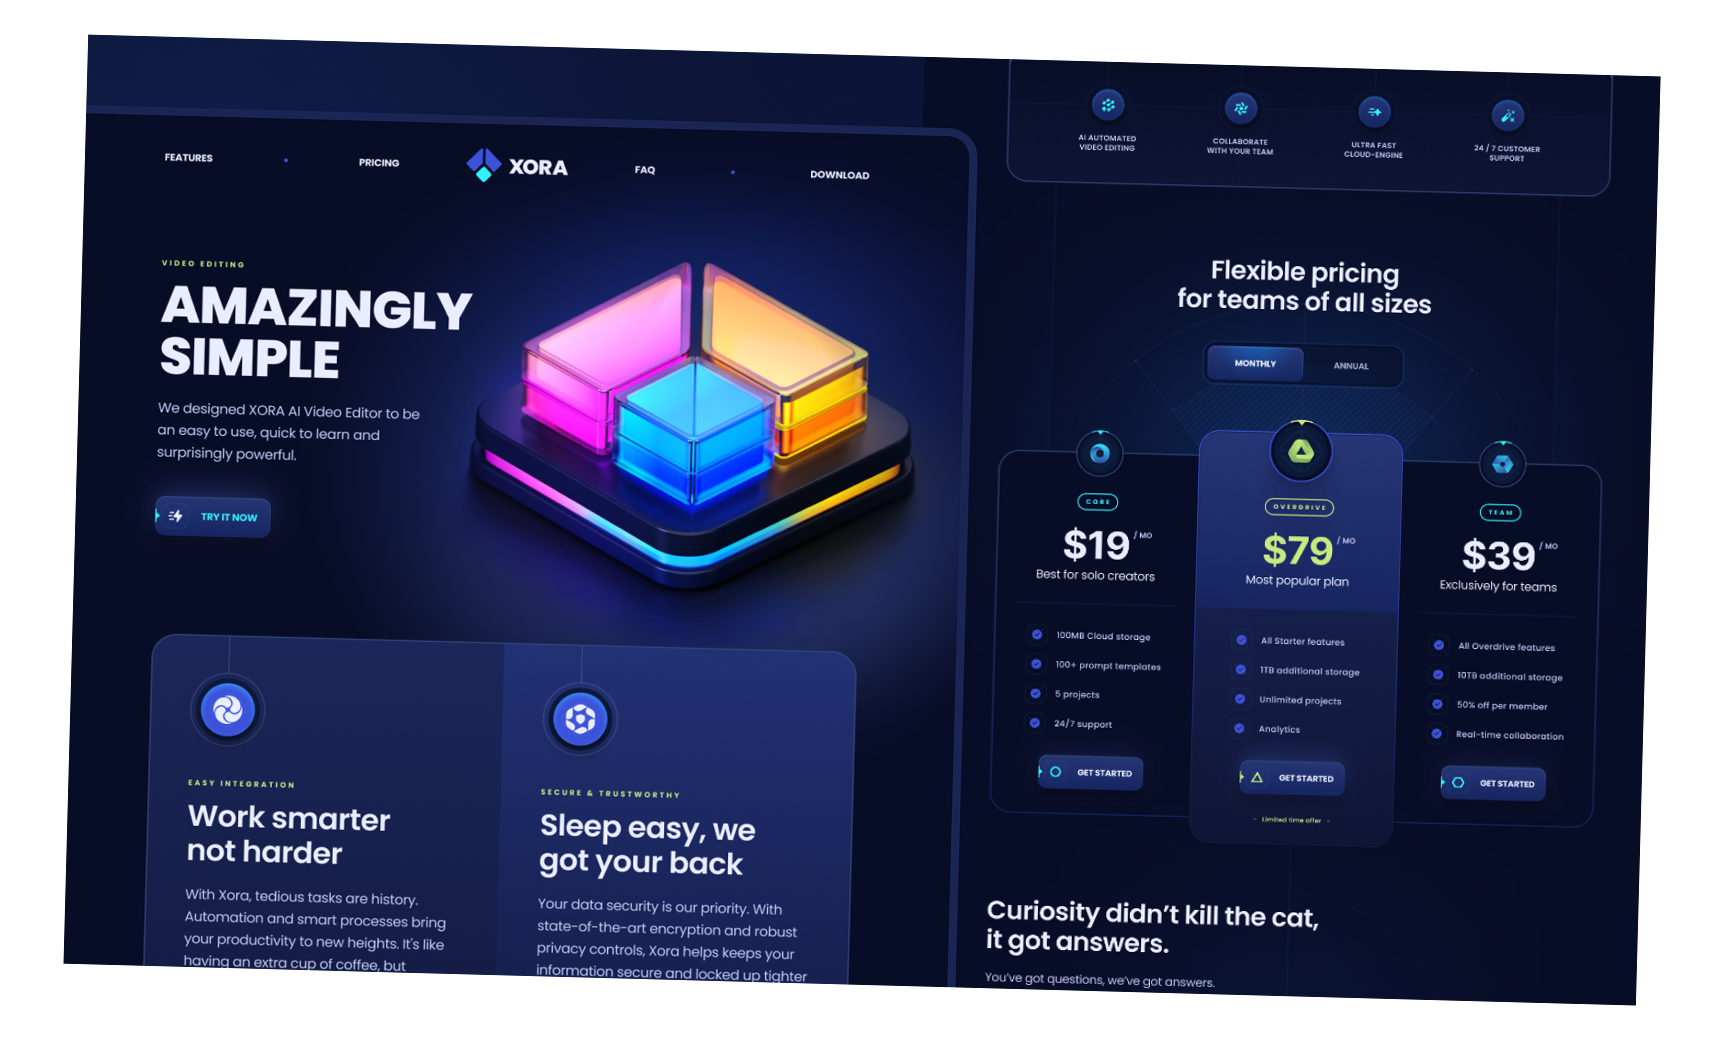 FEATURES
PRICING
XORA
FAQ
DOWNLOAD
VIDEO EDITING
AMAZINGLY
SIMPLE
We designed XORA AI Video Editor to be
an easy to use, quick to learn and
surprisingly powerful.
TRY IT NOW
EASY INTEGRATION
Work smarter
not harder
With Xora, tedious tasks are history.
Automation and smart processes bring
your productivity to new heights. It's like
having an extra cup of coffee, but
SECURE & TRUSTWORTHY
Sleep easy, we
got your back
Your data security is our priority. With
state-of-the-art encryption and robust
privacy controls, Xora helps keeps your
information secure and locked up tighter
AI AUTOMATED
VIDEO EDITING
COLLABORATE
WITH YOUR TEAM
ULTRA FAST
CLOUD-ENGINE
24 / 7 CUSTOMER
SUPPORT
Flexible pricing
for teams of all sizes
MONTHLY
ANNUAL
CORE
$19 / MO
Best for solo creators
100MB Cloud storage
100+ prompt templates
5 projects
24/7 support
GET STARTED
OVERDRIVE
$79 / MO
Most popular plan
All Starter features
1TB additional storage
Unlimited projects
Analytics
GET STARTED
- Limited time offer -
TEAM
$39 / MO
Exclusively for teams
All Overdrive features
10TB additional storage
50% off per member
Real-time collaboration
GET STARTED
Curiosity didn't kill the cat,
it got answers.
You've got questions, we've got answers.